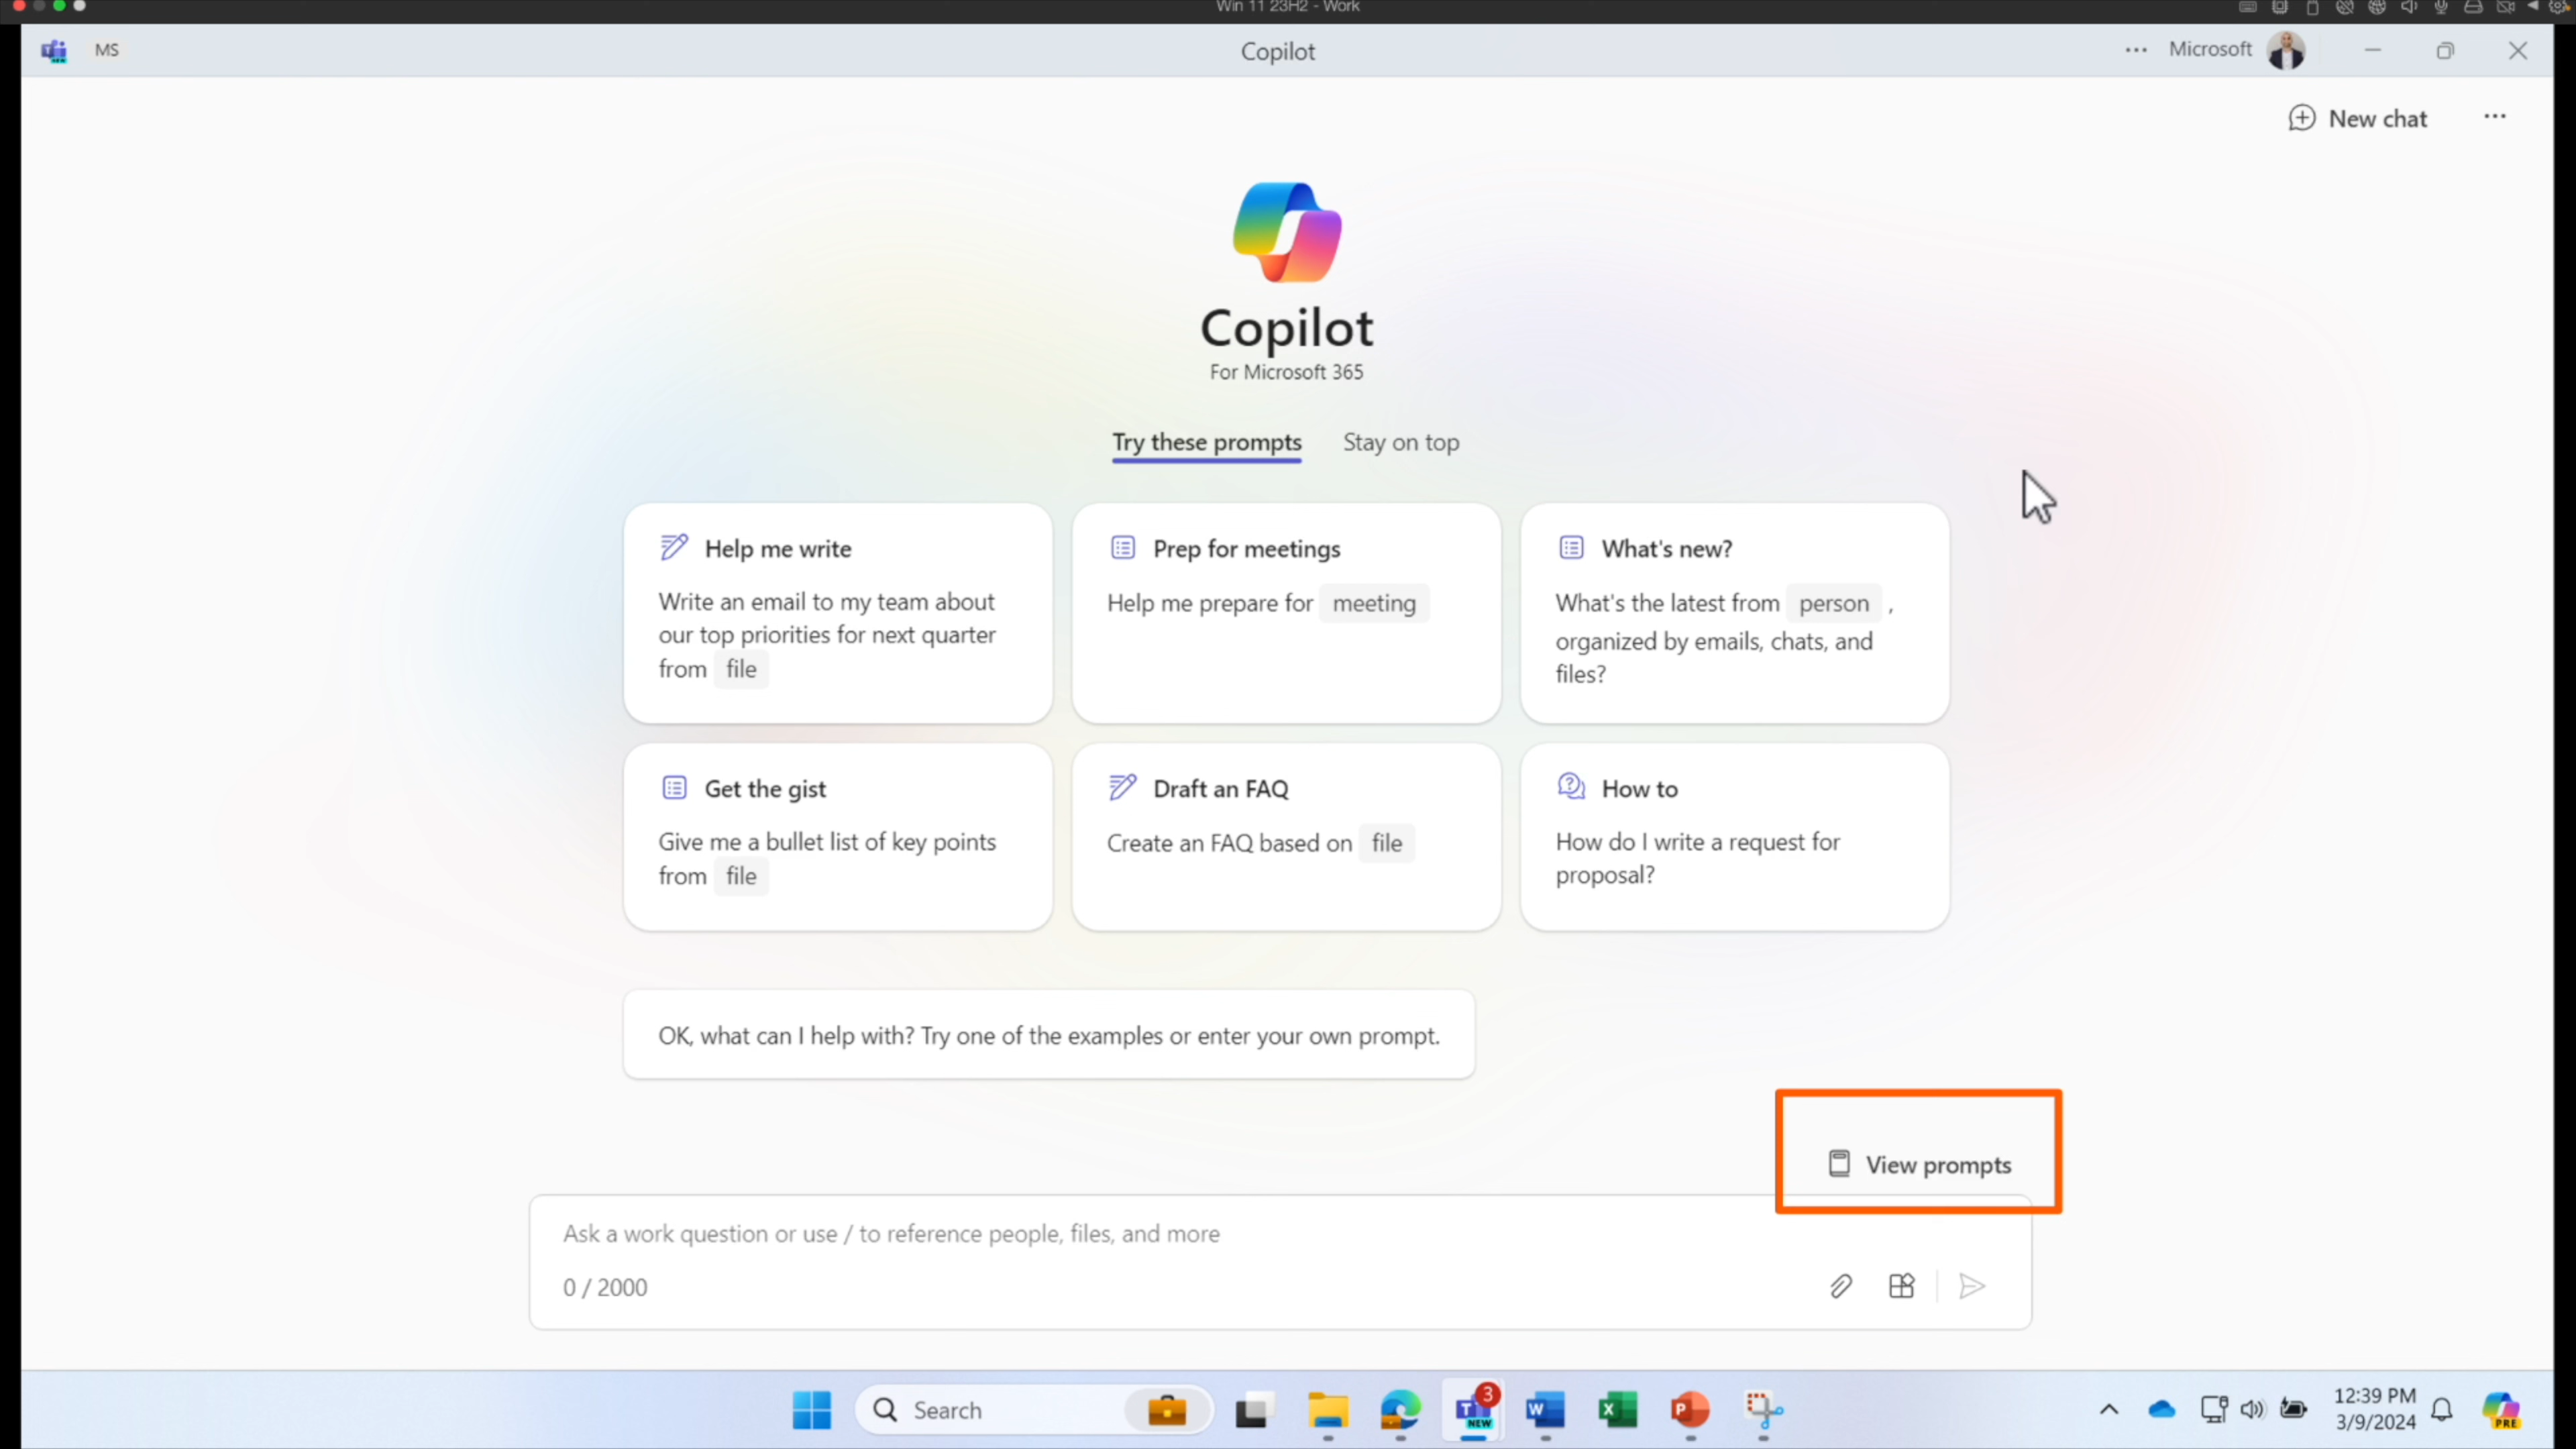 Win 11 23H2 - Work
MS
Copilot
Microsoft
New chat
Copilot
For Microsoft 365
Try these prompts
Stay on top
Help me write
Write an email to my team about
our top priorities for next quarter
from file
Prep for meetings
Help me prepare for meeting
What's new?
What's the latest from person ,
organized by emails, chats, and
files?
Get the gist
Give me a bullet list of key points
from file
Draft an FAQ
Create an FAQ based on file
How to
How do I write a request for
proposal?
OK, what can I help with? Try one of the examples or enter your own prompt.
View prompts
Ask a work question or use / to reference people, files, and more
0 / 2000
Search
3
NEW
12:39 PM
3/9/2024
PRE